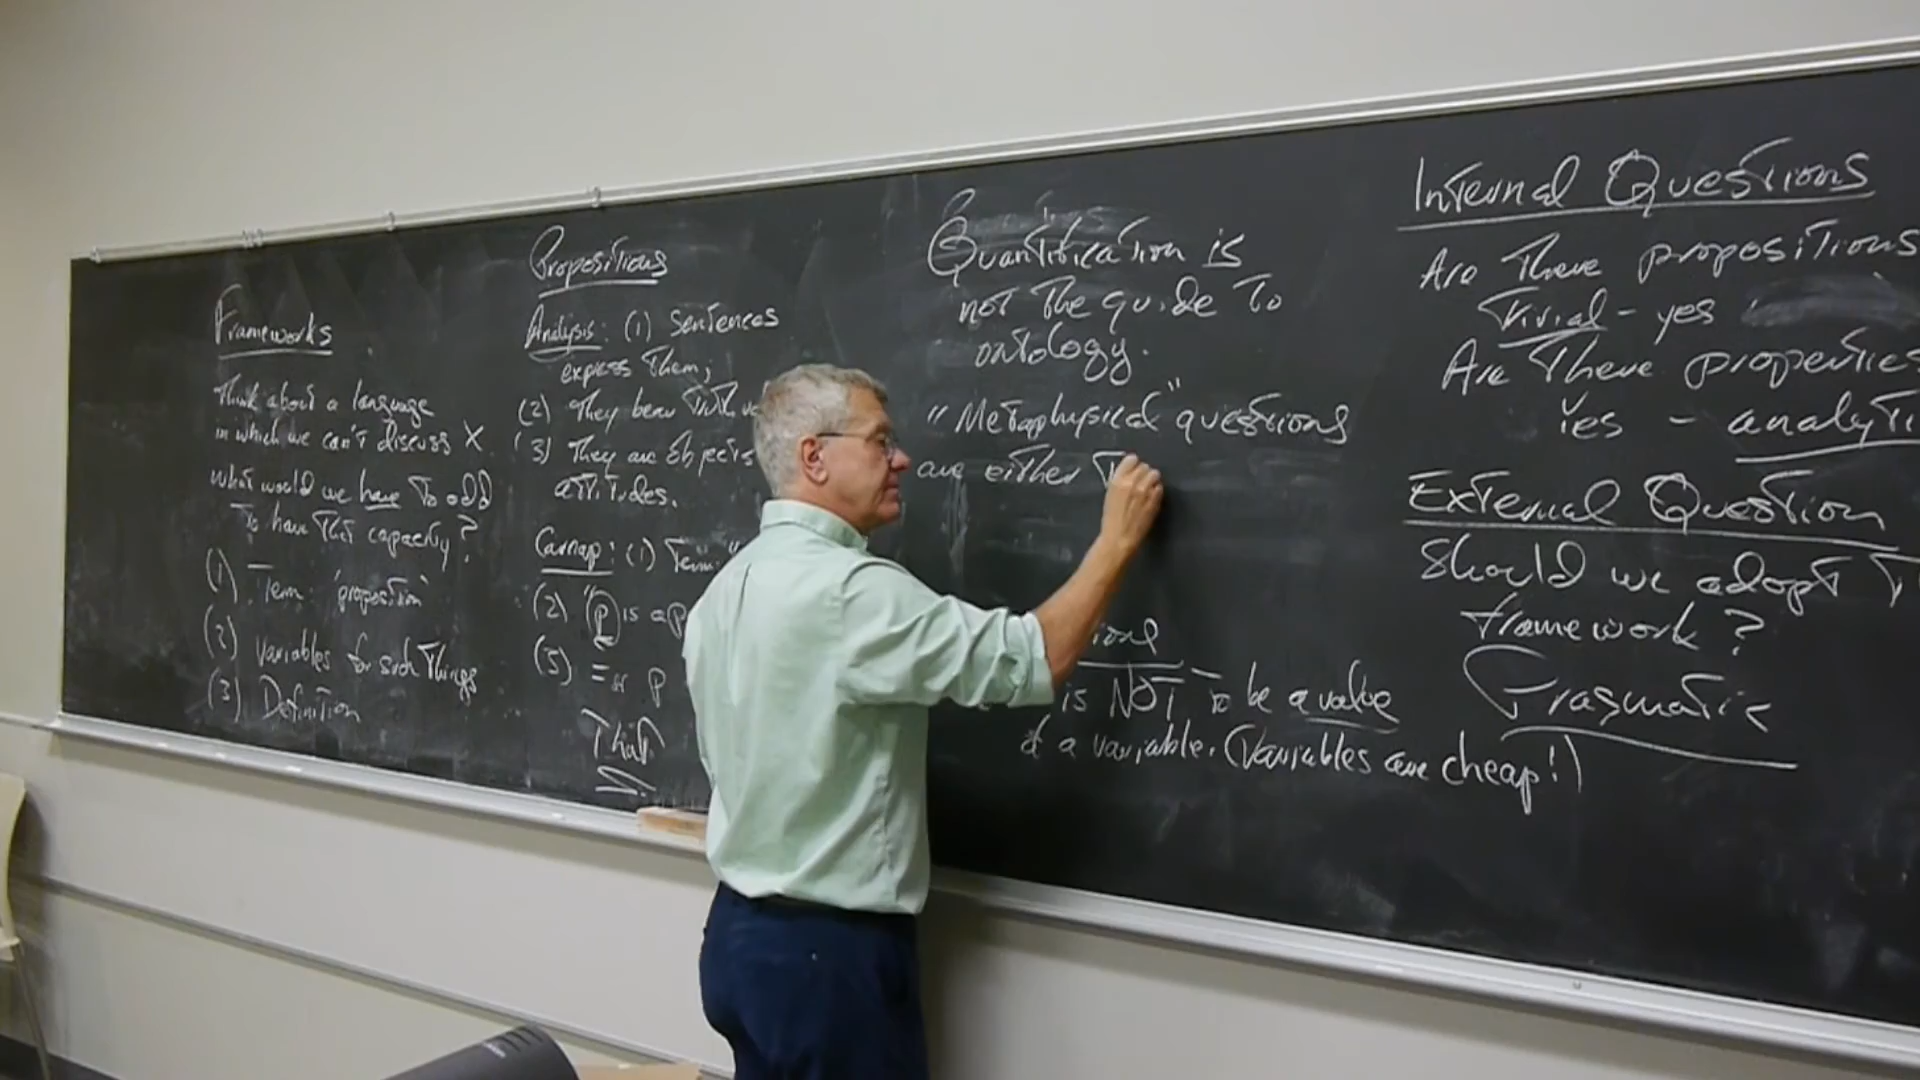 Frameworks
Think about a language
in which we can't discuss X.
What would we have to add
to have that capacity?
(1) Term: 'proposition'
(2) Variables for such things
(3) Definition
Propositions
Analysis: (1) Sentences
express them;
(2) They bear truth
(3) They are objects
attitudes.
Carnap: (1) Term:
(2) "(p) is a p
(3)
p
That
Quantification is
not the guide to
ontology.
"Metaphysical" questions
are either
is NOT to be a value
of a variable. (Variables are cheap!)
Internal Questions
Are there propositions
Trivial - yes
Are there properties
Yes - analyti
External Question
Should we adopt
framework?
Pragmatic